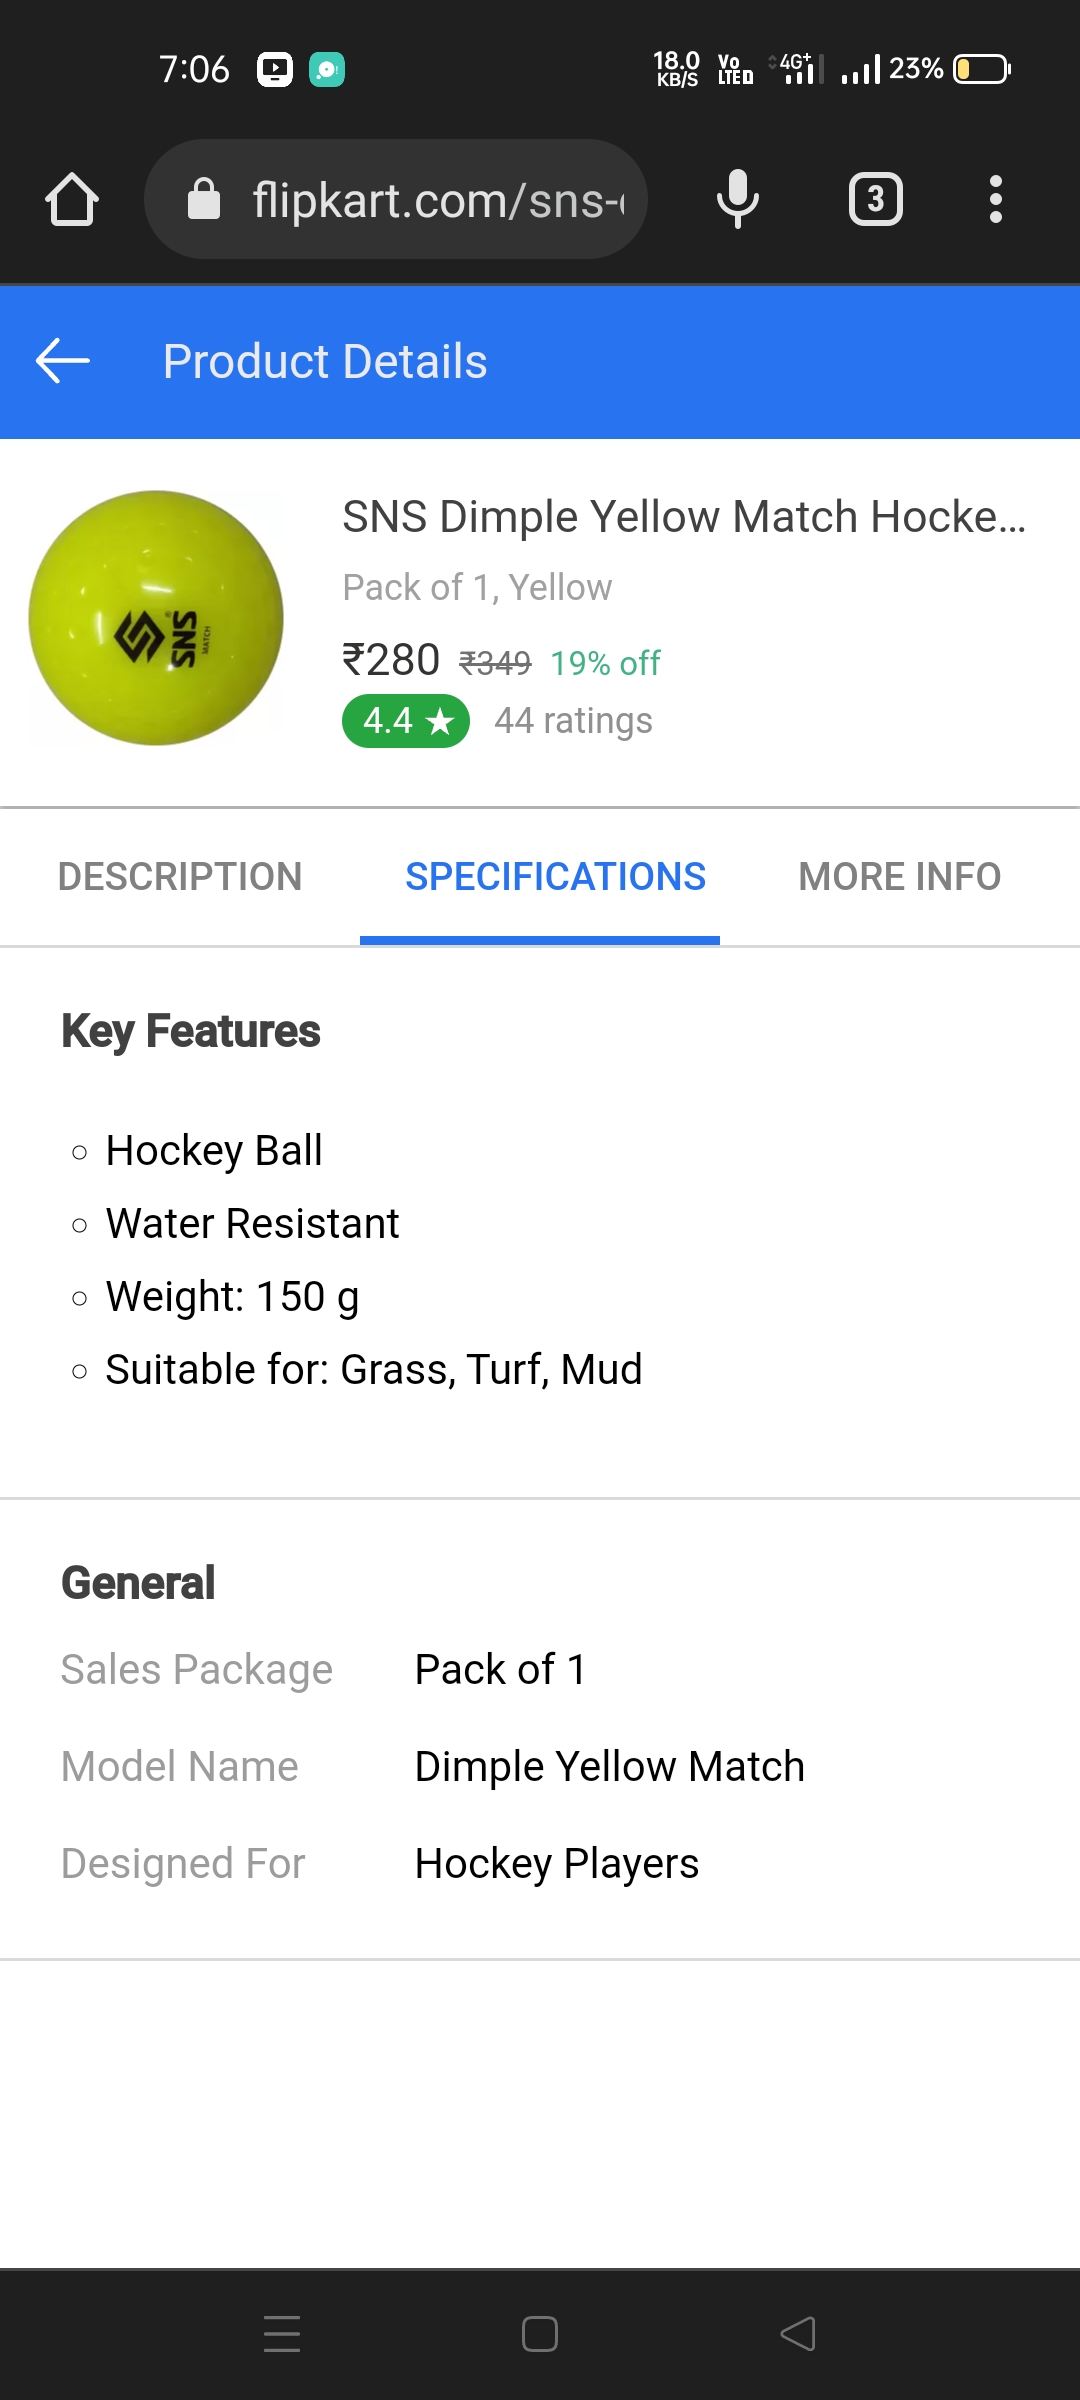 7:06 18.0 KB/S Vo LTE 4G+ 23%
flipkart.com/sns-
3
Product Details
SNS MATCH
SNS Dimple Yellow Match Hocke...
Pack of 1, Yellow
₹280 ₹349 19% off
4.4 ★ 44 ratings
DESCRIPTION SPECIFICATIONS MORE INFO
Key Features
Hockey Ball
Water Resistant
Weight: 150 g
Suitable for: Grass, Turf, Mud
General
Sales Package Pack of 1
Model Name Dimple Yellow Match
Designed For Hockey Players